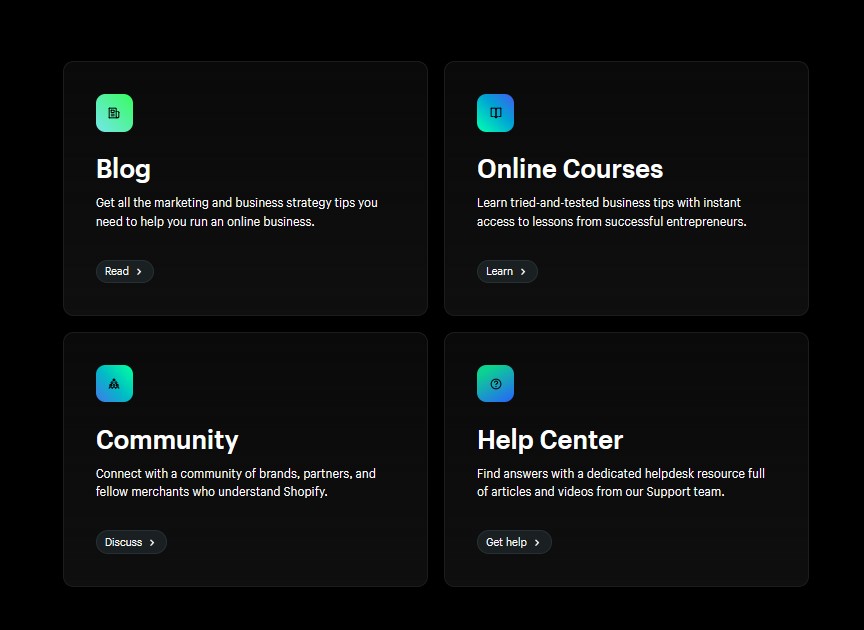 Blog
Get all the marketing and business strategy tips you
need to help you run an online business.
Read
Online Courses
Learn tried-and-tested business tips with instant
access to lessons from successful entrepreneurs.
Learn
Community
Connect with a community of brands, partners, and
fellow merchants who understand Shopify.
Discuss
Help Center
Find answers with a dedicated helpdesk resource full
of articles and videos from our Support team.
Get help